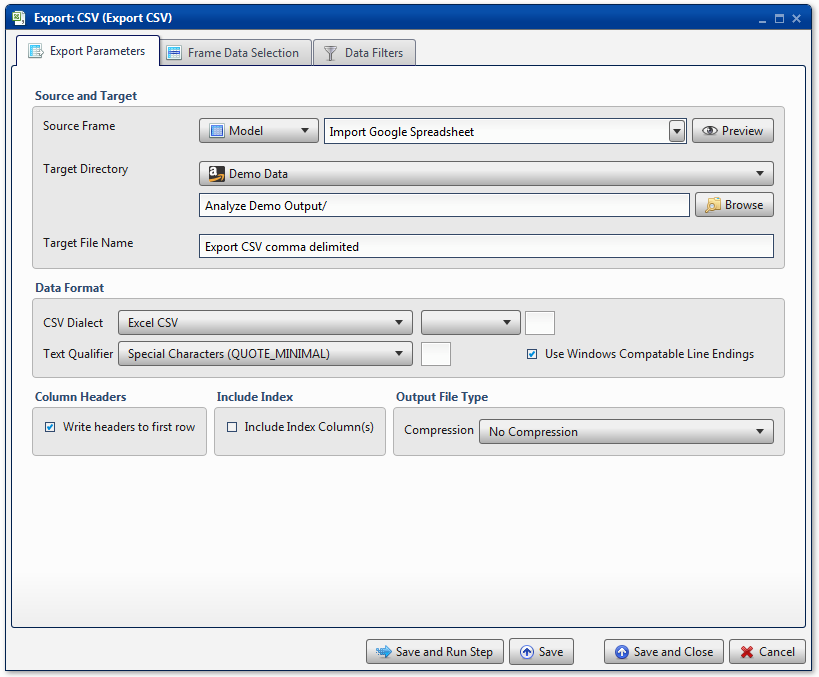 Export: CSV (Export CSV)
Export Parameters
Frame Data Selection
Data Filters
Source and Target
Source Frame
Model
Import Google Spreadsheet
Preview
Target Directory
Demo Data
Analyze Demo Output/
Browse
Target File Name
Export CSV comma delimited
Data Format
CSV Dialect
Excel CSV
Text Qualifier
Special Characters (QUOTE_MINIMAL)
Use Windows Compatable Line Endings
Column Headers
Include Index
Output File Type
Write headers to first row
Include Index Column(s)
Compression
No Compression
Save and Run Step
Save
Save and Close
Cancel